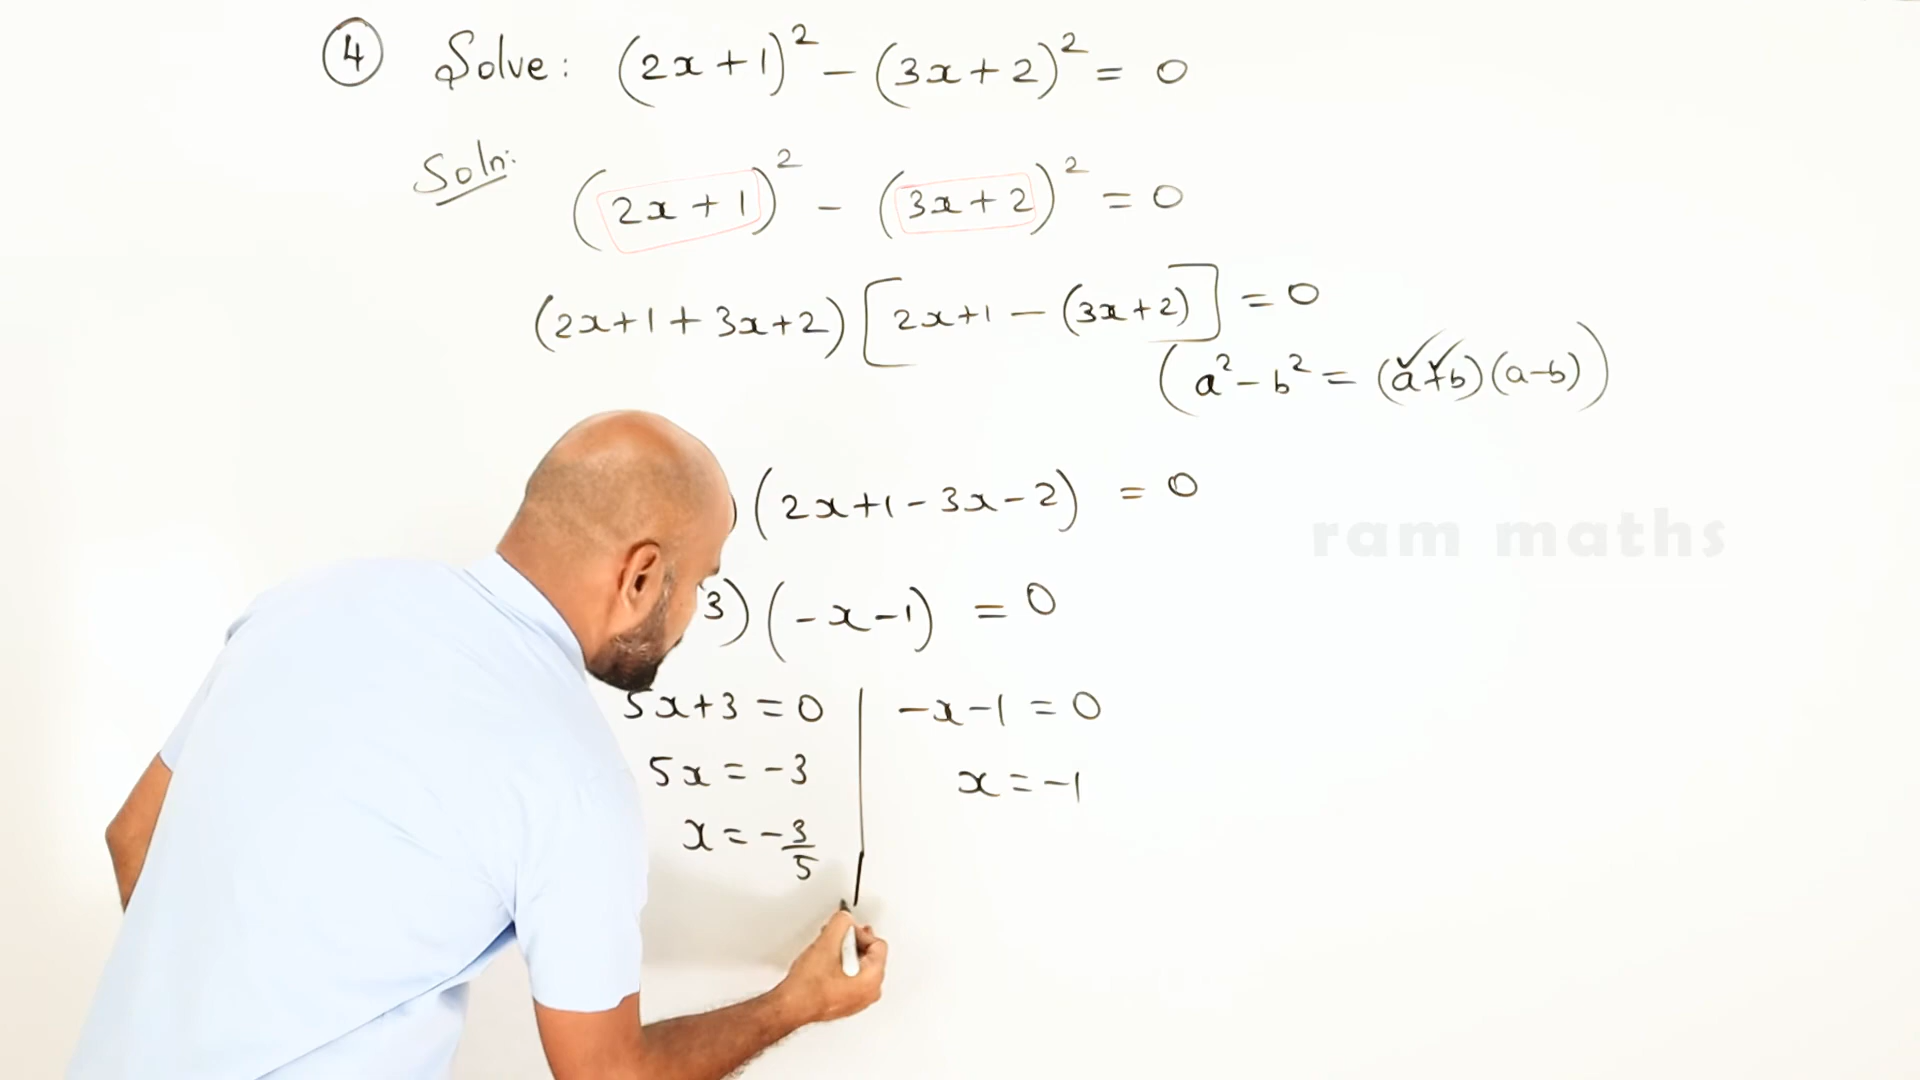 ④ Solve: (2x+1)² - (3x+2)² = 0
Soln:
(2x+1)² - (3x+2)² = 0
(2x+1+3x+2)[2x+1-(3x+2)] = 0
(a²-b² = (a+b)(a-b))
)(2x+1-3x-2) = 0
3)(-x-1) = 0
5x+3 = 0 | -x-1 = 0
5x = -3
x = -1
x = -3/5
ram maths